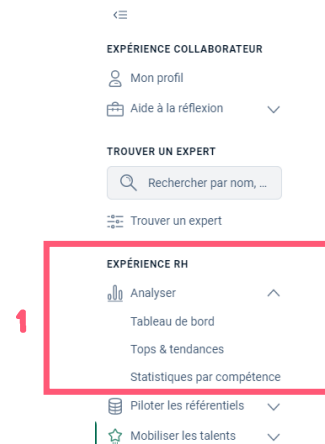 EXPÉRIENCE COLLABORATEUR
Mon profil
Aide à la réflexion
TROUVER UN EXPERT
Rechercher par nom, ...
Trouver un expert
EXPÉRIENCE RH
1
Analyser
Tableau de bord
Tops & tendances
Statistiques par compétence
Piloter les référentiels
Mobiliser les talents